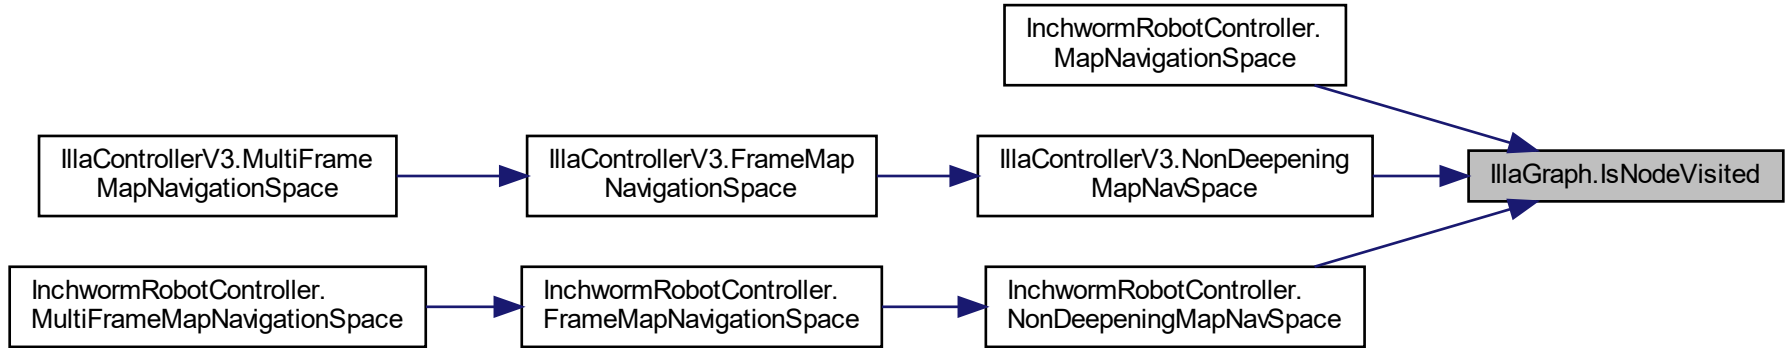 InchwormRobotController.
MapNavigationSpace
IllaControllerV3.MultiFrame
MapNavigationSpace
IllaControllerV3.FrameMap
NavigationSpace
IllaControllerV3.NonDeepening
MapNavSpace
IllaGraph.IsNodeVisited
InchwormRobotController.
MultiFrameMapNavigationSpace
InchwormRobotController.
FrameMapNavigationSpace
InchwormRobotController.
NonDeepeningMapNavSpace